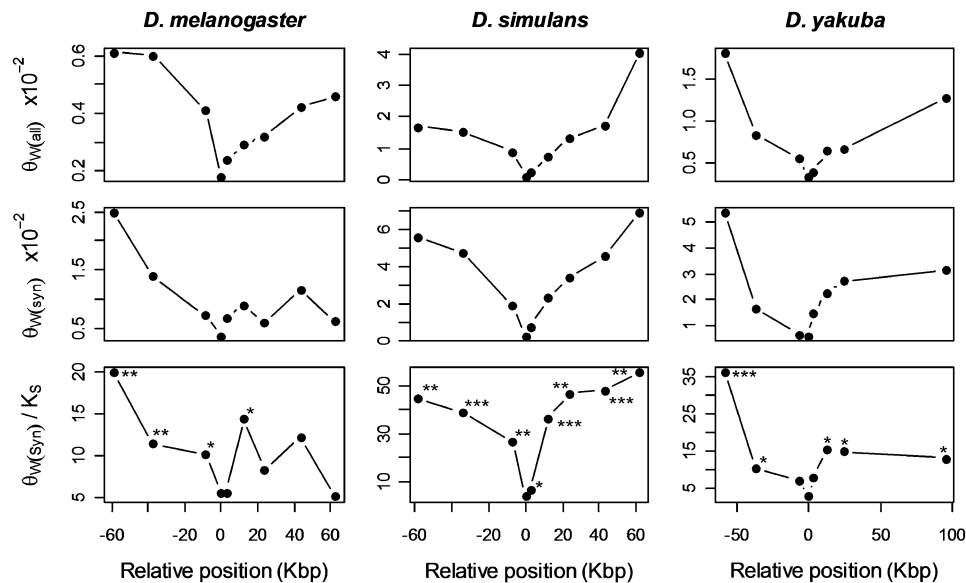 D. melanogaster D. simulans D. yakuba
θW(all) x10−2
0.2 0.4 0.6
0 1 2 3 4
0.5 1.0 1.5
θW(syn) x10−2
0.5 1.5 2.5
0 2 4 6
1 2 3 4 5
θW(syn) / KS
5 10 15 20
10 30 50
5 15 25 35
** ** * *
** *** ** * *** ** *** **
*** * * * *
-60 -20 0 20 40 60
-60 -20 0 20 40 60
-50 0 50 100
Relative position (Kbp) Relative position (Kbp) Relative position (Kbp)